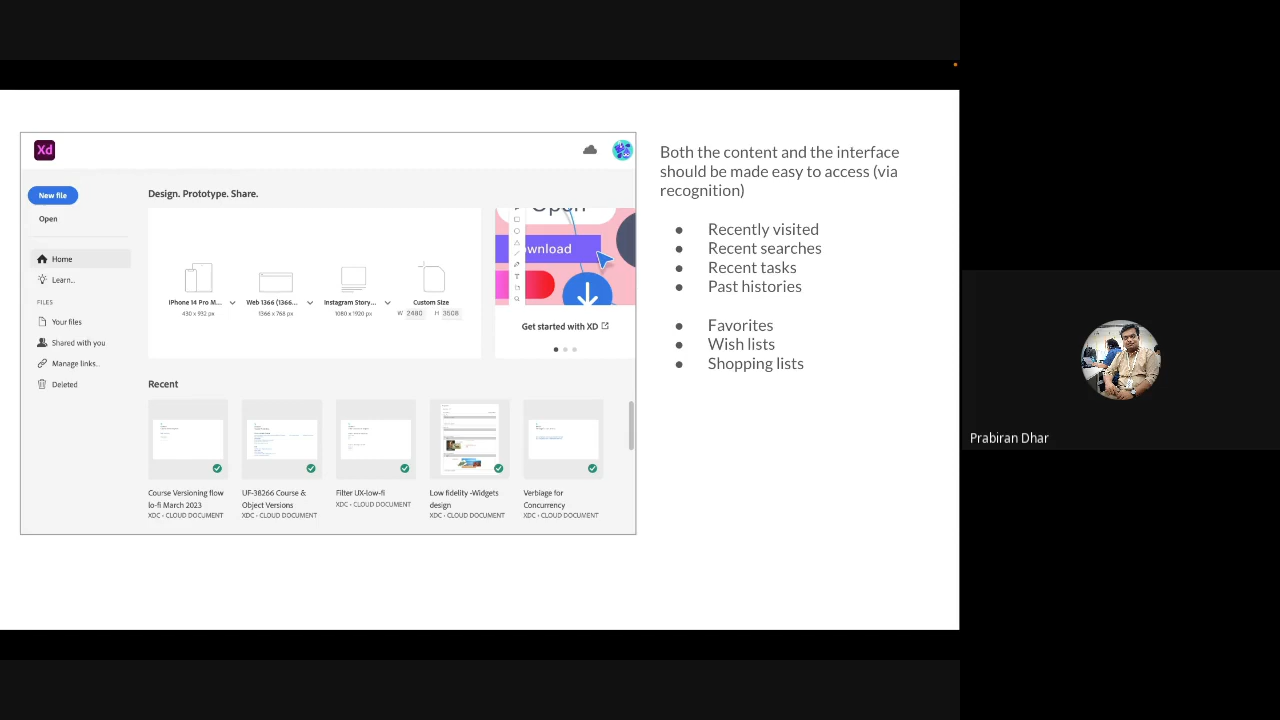 Xd
New file
Open
Home
Learn...
FILES
Your files
Shared with you
Manage links...
Deleted
Design. Prototype. Share.
iPhone 14 Pro M...
430 x 932 px
Web 1366 (1366...
1366 x 768 px
Instagram Story...
1080 x 1920 px
Custom Size
W 2480 H 3508
Open
wnload
Get started with XD
Recent
Course Versioning flow
lo-fi March 2023
XDC • CLOUD DOCUMENT
UF-38266 Course &
Object Versions
XDC • CLOUD DOCUMENT
Filter UX-low-fi
XDC • CLOUD DOCUMENT
Low fidelity -Widgets
design
XDC • CLOUD DOCUMENT
Verbiage for
Concurrency
XDC • CLOUD DOCUMENT
Both the content and the interface
should be made easy to access (via
recognition)
● Recently visited
● Recent searches
● Recent tasks
● Past histories
● Favorites
● Wish lists
● Shopping lists
Prabiran Dhar